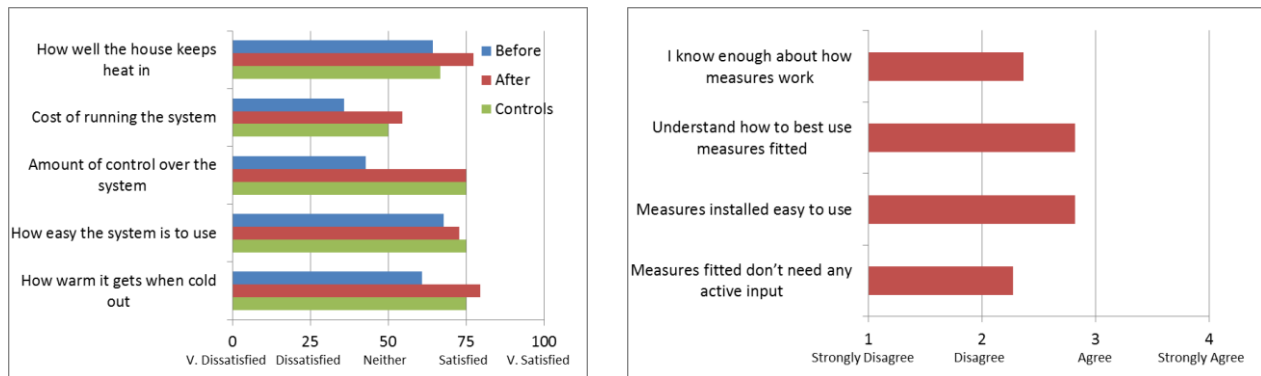 How well the house keeps
heat in
Cost of running the system
Amount of control over the
system
How easy the system is to use
How warm it gets when cold
out
Before
After
Controls
0 25 50 75 100
V. Dissatisfied Dissatisfied Neither Satisfied V. Satisfied
I know enough about how
measures work
Understand how to best use
measures fitted
Measures installed easy to use
Measures fitted don’t need any
active input
1 2 3 4
Strongly Disagree Disagree Agree Strongly Agree